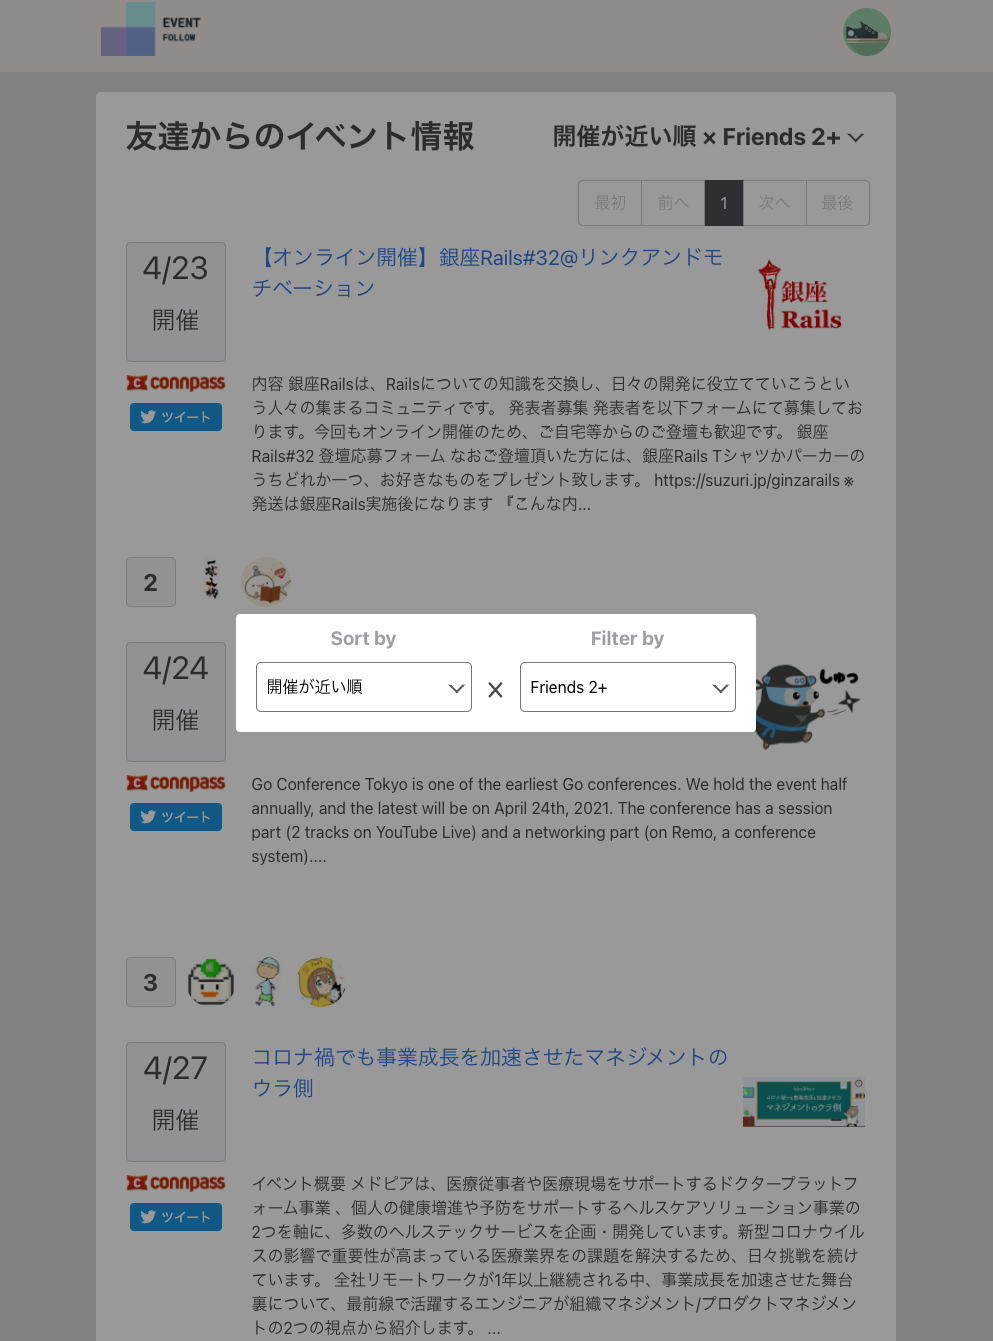 EVENT
FOLLOW
友達からのイベント情報
開催が近い順 × Friends 2+
最初 前へ 1 次へ 最後
4/23
開催
【オンライン開催】銀座Rails#32@リンクアンドモ
チベーション
銀座
Rails
connpass
ツイート
内容 銀座Railsは、Railsについての知識を交換し、日々の開発に役立てていこうとい
う人々の集まるコミュニティです。 発表者募集 発表者を以下フォームにて募集してお
ります。今回もオンライン開催のため、ご自宅等からのご登壇も歓迎です。 銀座
Rails#32 登壇応募フォーム なおご登壇頂いた方には、銀座Rails Tシャツかパーカーの
うちどれか一つ、お好きなものをプレゼント致します。 https://suzuri.jp/ginzarails ※
発送は銀座Rails実施後になります 『こんな内...
2
Sort by
Filter by
開催が近い順
×
Friends 2+
4/24
開催
しゅっ
connpass
ツイート
Go Conference Tokyo is one of the earliest Go conferences. We hold the event half
annually, and the latest will be on April 24th, 2021. The conference has a session
part (2 tracks on YouTube Live) and a networking part (on Remo, a conference
system)....
3
4/27
開催
コロナ禍でも事業成長を加速させたマネジメントの
ウラ側
コロナ禍でも事業成長を加速させた
マネジメントのウラ側
connpass
ツイート
イベント概要 メドピアは、医療従事者や医療現場をサポートするドクタープラットフ
ォーム事業 、個人の健康増進や予防をサポートするヘルスケアソリューション事業の
2つを軸に、多数のヘルステックサービスを企画・開発しています。新型コロナウイル
スの影響で重要性が高まっている医療業界をの課題を解決するため、日々挑戦を続け
ています。 全社リモートワークが1年以上継続される中、事業成長を加速させた舞台
裏について、最前線で活躍するエンジニアが組織マネジメント/プロダクトマネジメン
トの2つの視点から紹介します。 ...